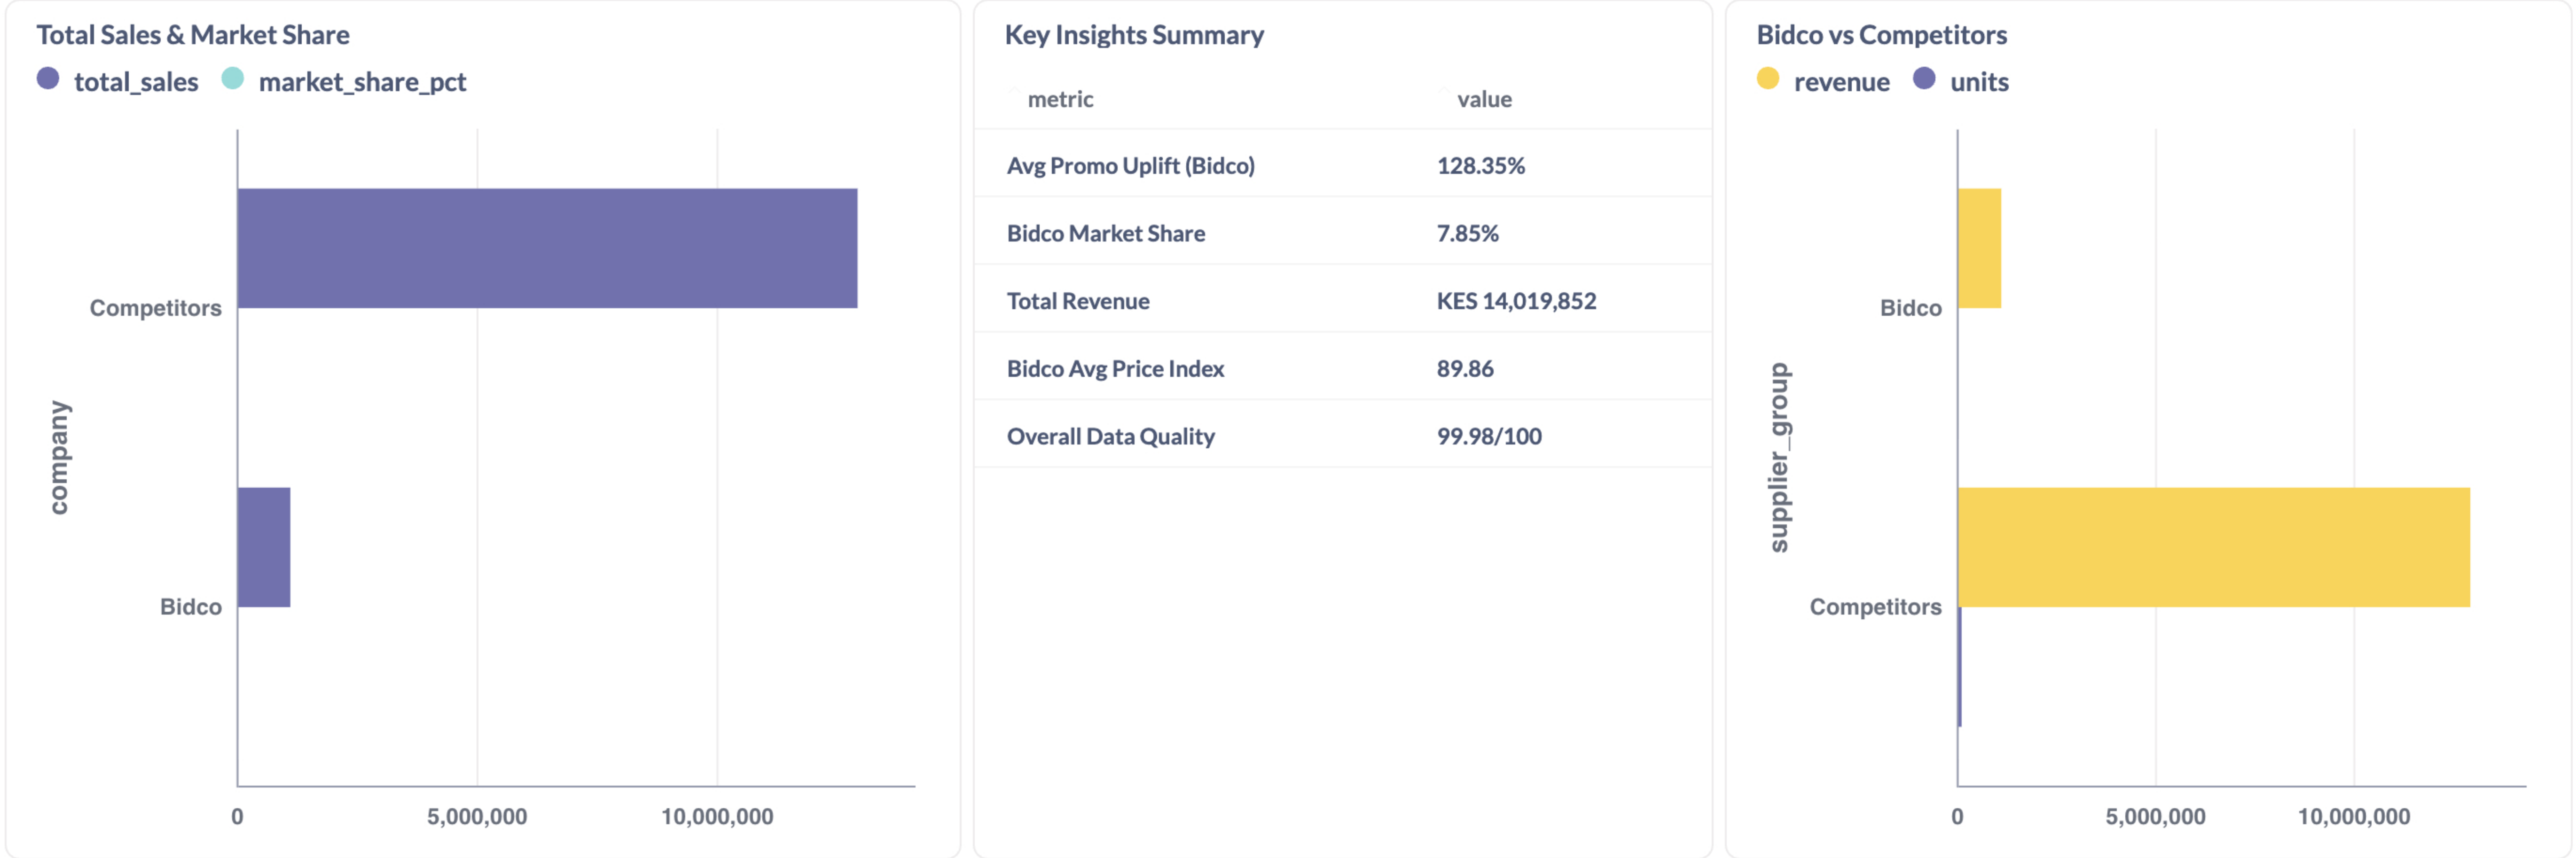 Total Sales & Market Share
total_sales market_share_pct
Competitors
Bidco
company
0 5,000,000 10,000,000
Key Insights Summary
metric value
Avg Promo Uplift (Bidco) 128.35%
Bidco Market Share 7.85%
Total Revenue KES 14,019,852
Bidco Avg Price Index 89.86
Overall Data Quality 99.98/100
Bidco vs Competitors
revenue units
Bidco
Competitors
supplier_group
0 5,000,000 10,000,000